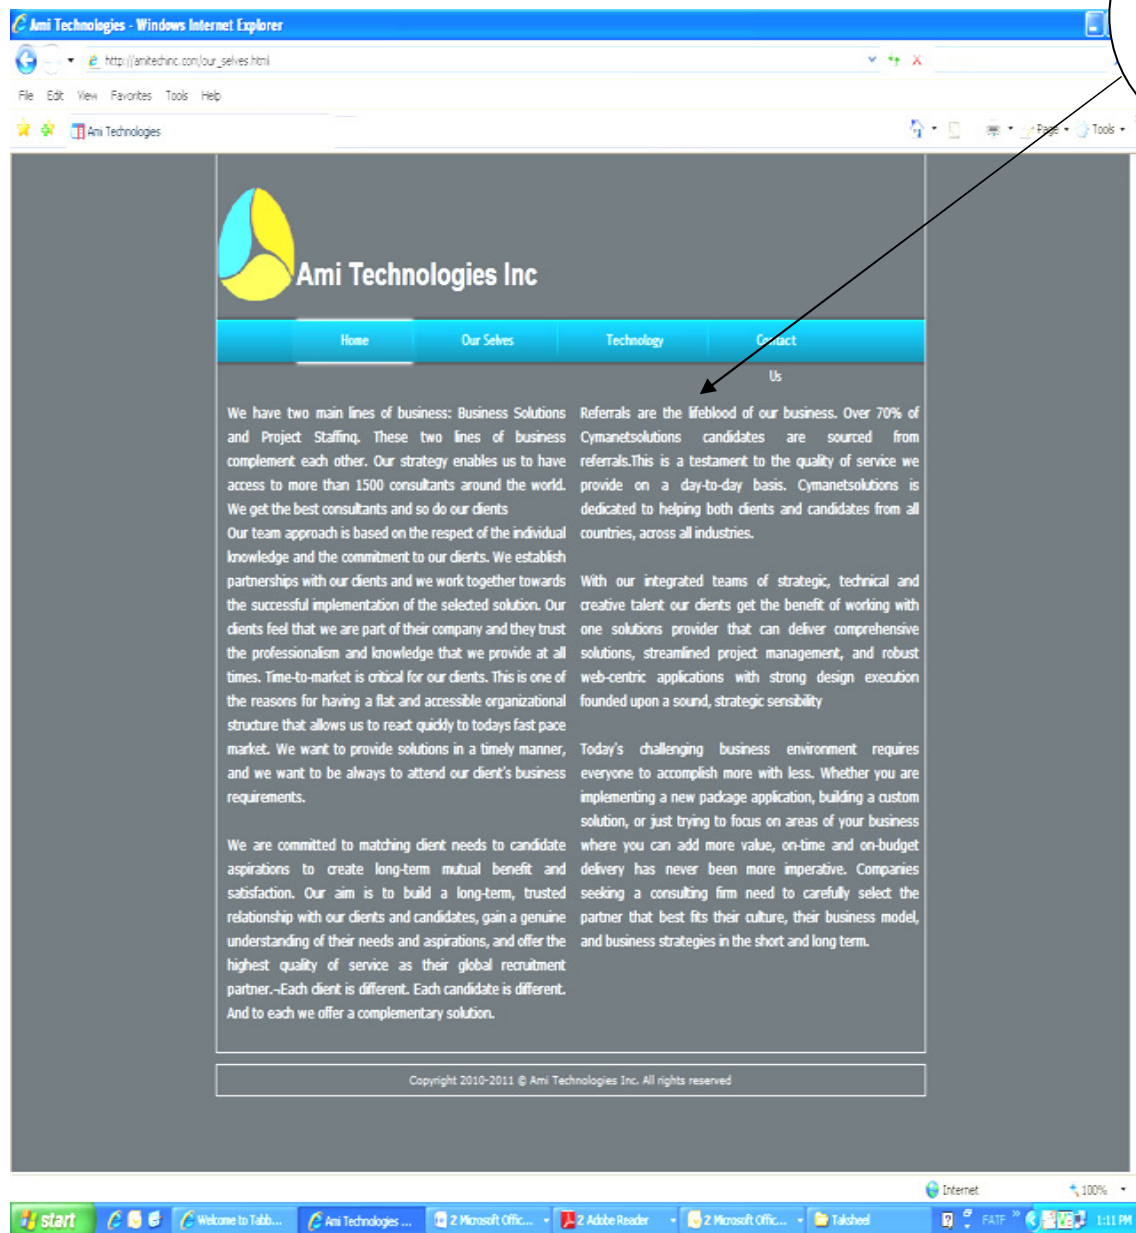 Ami Technologies - Windows Internet Explorer
http://amitechinc.com/our_selves.html
File Edit View Favorites Tools Help
Ami Technologies
Page Tools
Ami Technologies Inc
Home Our Selves Technology Contact Us
We have two main lines of business: Business Solutions
and Project Staffing. These two lines of business
complement each other. Our strategy enables us to have
access to more than 1500 consultants around the world.
We get the best consultants and so do our clients
Our team approach is based on the respect of the individual
knowledge and the commitment to our clients. We establish
partnerships with our clients and we work together towards
the successful implementation of the selected solution. Our
clients feel that we are part of their company and they trust
the professionalism and knowledge that we provide at all
times. Time-to-market is critical for our clients. This is one of
the reasons for having a flat and accessible organizational
structure that allows us to react quickly to todays fast pace
market. We want to provide solutions in a timely manner,
and we want to be always to attend our client's business
requirements.
We are committed to matching client needs to candidate
aspirations to create long-term mutual benefit and
satisfaction. Our aim is to build a long-term, trusted
relationship with our clients and candidates, gain a genuine
understanding of their needs and aspirations, and offer the
highest quality of service as their global recruitment
partner.¬Each client is different. Each candidate is different.
And to each we offer a complementary solution.
Referrals are the lifeblood of our business. Over 70% of
Cymanetsolutions candidates are sourced from
referrals.This is a testament to the quality of service we
provide on a day-to-day basis. Cymanetsolutions is
dedicated to helping both clients and candidates from all
countries, across all industries.
With our integrated teams of strategic, technical and
creative talent our clients get the benefit of working with
one solutions provider that can deliver comprehensive
solutions, streamlined project management, and robust
web-centric applications with strong design execution
founded upon a sound, strategic sensibility
Today's challenging business environment requires
everyone to accomplish more with less. Whether you are
implementing a new package application, building a custom
solution, or just trying to focus on areas of your business
where you can add more value, on-time and on-budget
delivery has never been more imperative. Companies
seeking a consulting firm need to carefully select the
partner that best fits their culture, their business model,
and business strategies in the short and long term.
Copyright 2010-2011 © Ami Technologies Inc. All rights reserved
Internet 100%
start Welcome to Tabb... Ami Technologies ... 2 Microsoft Offic... 2 Adobe Reader 2 Microsoft Offic... Taksheel FATF 1:11 PM